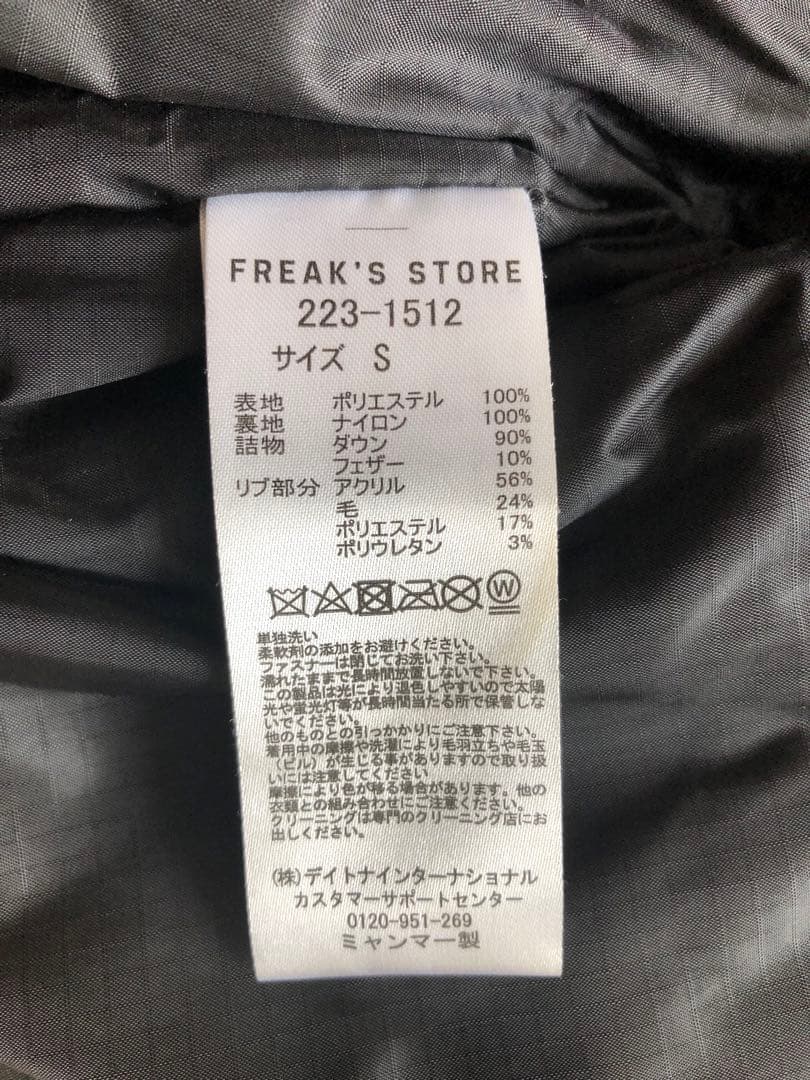 FREAK'S STORE
223-1512
サイズ S
表地 ポリエステル 100%
裏地 ナイロン 100%
詰物 ダウン 90%
フェザー 10%
リブ部分 アクリル 56%
毛 24%
ポリエステル 17%
ポリウレタン 3%
W
単独洗い
柔軟剤の添加をお避けください。
ファスナーは閉じてお洗い下さい。
濡れたままで長時間放置しないで下さい。
この製品は光により退色しやすいので太陽
光や蛍光灯等が長時間当たる所で保管しな
いでください。
他のものとの引っかかりにご注意下さい。
着用中の摩擦や洗濯により毛羽立ちや毛玉
(ピル)が生じる事がありますので取り扱
いには注意してください
摩擦により色が移る場合があります。他の
衣類との組み合わせにご注意ください。
クリーニングは専門のクリーニング店にお
出しください。
(株)デイトナインターナショナル
カスタマーサポートセンター
0120-951-269
ミャンマー製